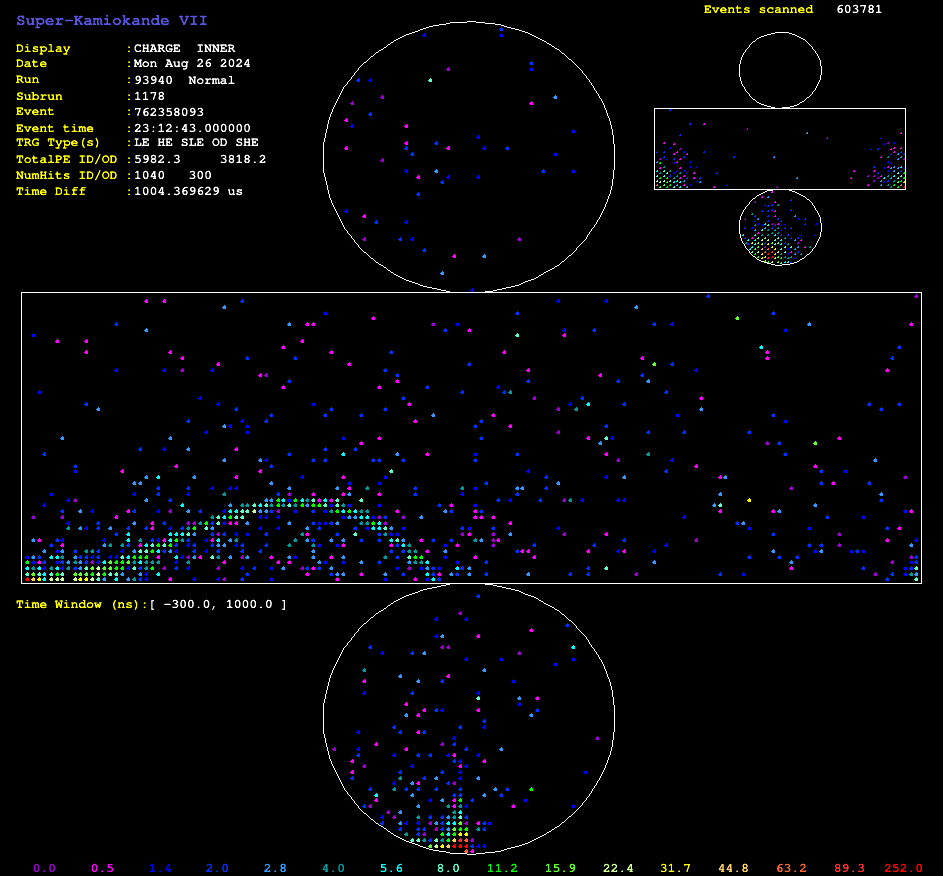 Super-Kamiokande VII
Events scanned 603781
Display :CHARGE INNER
Date :Mon Aug 26 2024
Run :93940 Normal
Subrun :1178
Event :762358093
Event time :23:12:43.000000
TRG Type(s) :LE HE SLE OD SHE
TotalPE ID/OD :5982.3 3818.2
NumHits ID/OD :1040 300
Time Diff :1004.369629 us
Time Window (ns):[ -300.0, 1000.0 ]
0.0 0.5 1.4 2.0 2.8 4.0 5.6 8.0 11.2 15.9 22.4 31.7 44.8 63.2 89.3 252.0